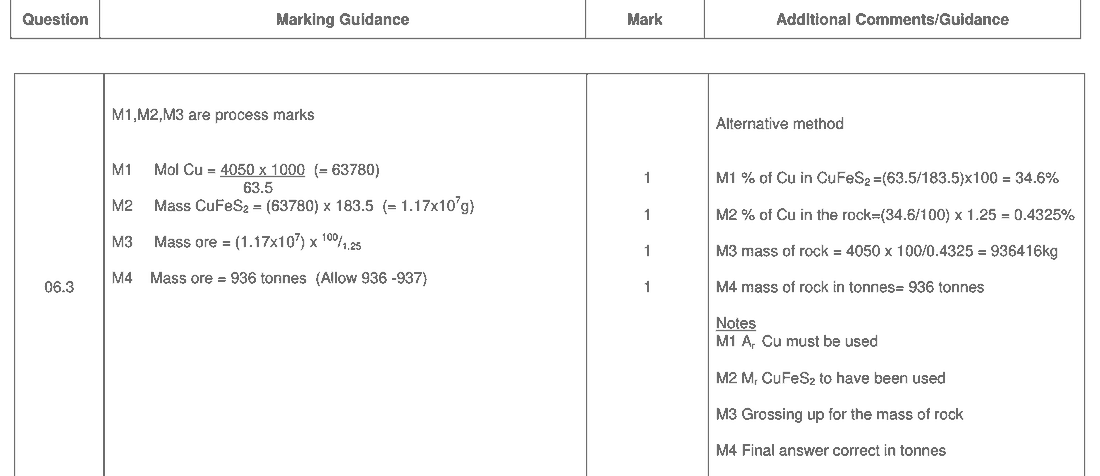 Question Marking Guidance Mark Additional Comments/Guidance
M1,M2,M3 are process marks
M1 Mol Cu = 4050 x 1000 (= 63780)
63.5
M2 Mass CuFeS₂ = (63780) x 183.5 (= 1.17x10⁷g)
M3 Mass ore = (1.17x10⁷) x ¹⁰⁰/₁.₂₅
M4 Mass ore = 936 tonnes (Allow 936 -937)
06.3
1
1
1
1
Alternative method
M1 % of Cu in CuFeS₂ =(63.5/183.5)x100 = 34.6%
M2 % of Cu in the rock=(34.6/100) x 1.25 = 0.4325%
M3 mass of rock = 4050 x 100/0.4325 = 936416kg
M4 mass of rock in tonnes= 936 tonnes
Notes
M1 Aᵣ Cu must be used
M2 Mᵣ CuFeS₂ to have been used
M3 Grossing up for the mass of rock
M4 Final answer correct in tonnes